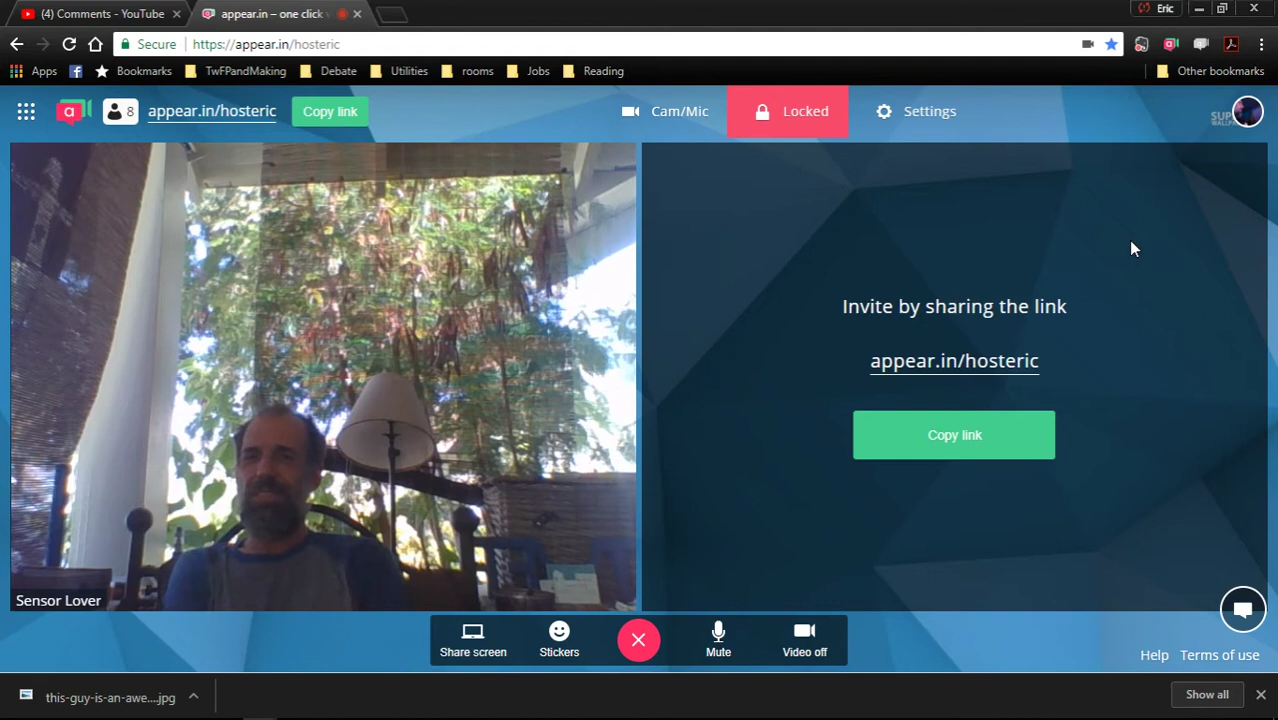 (4) Comments - YouTube
appear.in – one click v
Eric
Secure
https://appear.in/hosteric
Apps
Bookmarks
TwFPandMaking
Debate
Utilities
rooms
Jobs
Reading
Other bookmarks
a
8
appear.in/hosteric
Copy link
Cam/Mic
Locked
Settings
Invite by sharing the link
appear.in/hosteric
Copy link
Sensor Lover
Share screen
Stickers
Mute
Video off
Help
Terms of use
this-guy-is-an-awe....jpg
Show all